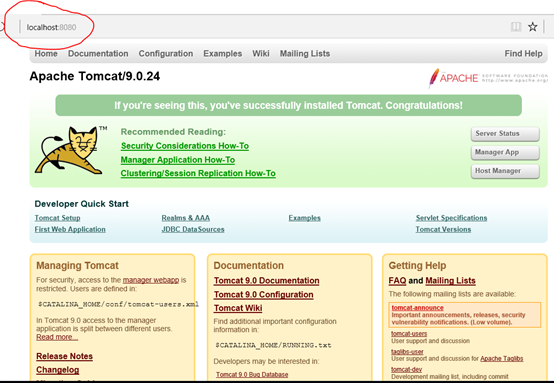 localhost:8080
Home Documentation Configuration Examples Wiki Mailing Lists Find Help
Apache Tomcat/9.0.24
APACHE SOFTWARE FOUNDATION
http://www.apache.org/
If you're seeing this, you've successfully installed Tomcat. Congratulations!
TM
Recommended Reading:
Security Considerations How-To
Manager Application How-To
Clustering/Session Replication How-To
Server Status
Manager App
Host Manager
Developer Quick Start
Tomcat Setup
First Web Application
Realms & AAA
JDBC DataSources
Examples
Servlet Specifications
Tomcat Versions
Managing Tomcat
For security, access to the manager webapp is
restricted. Users are defined in:
$CATALINA_HOME/conf/tomcat-users.xml
In Tomcat 9.0 access to the manager
application is split between different users.
Read more...
Release Notes
Changelog
Documentation
Tomcat 9.0 Documentation
Tomcat 9.0 Configuration
Tomcat Wiki
Find additional important configuration
information in:
$CATALINA_HOME/RUNNING.txt
Developers may be interested in:
Tomcat 9.0 Bug Database
Getting Help
FAQ and Mailing Lists
The following mailing lists are available:
tomcat-announce
Important announcements, releases, security
vulnerability notifications. (Low volume).
tomcat-users
User support and discussion
taglibs-user
User support and discussion for Apache Taglibs
tomcat-dev
Development mailing list, including commit